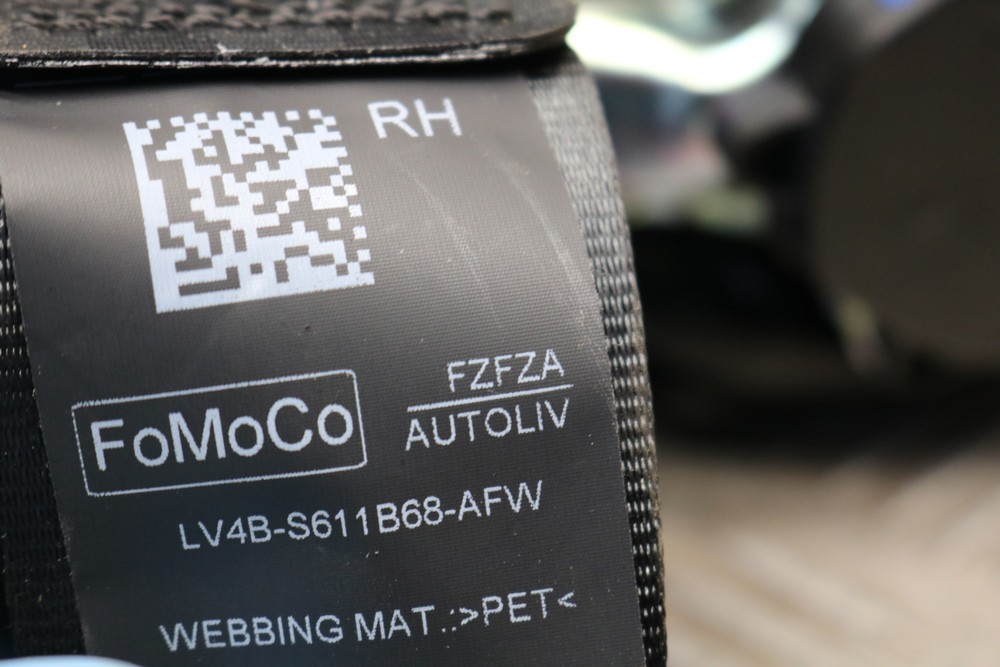 RH
FZFZA
FoMoCo
AUTOLIV
LV4B-S611B68-AFW
WEBBING MAT.:>PET<